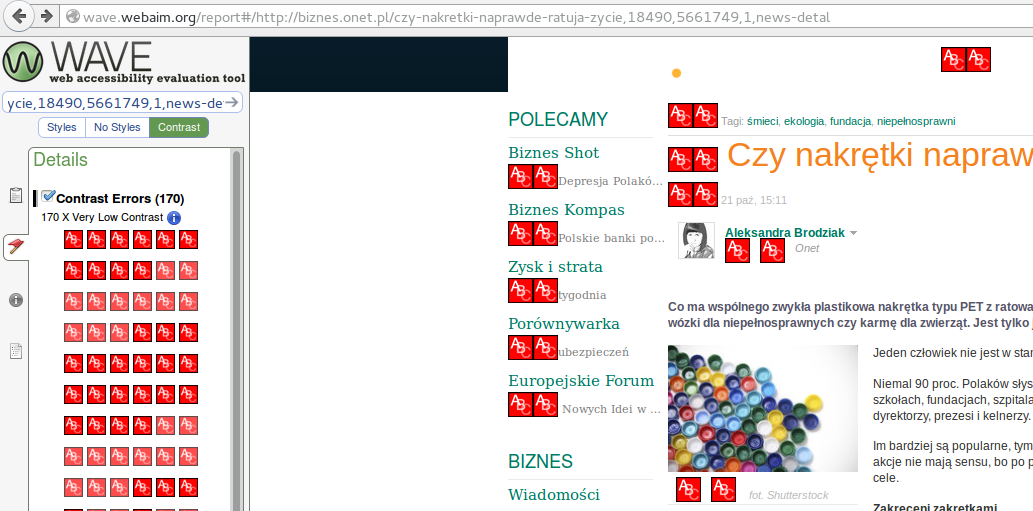 wave.webaim.org/report#/http://biznes.onet.pl/czy-nakretki-naprawde-ratuja-zycie,18490,5661749,1,news-detal
WAVE
web accessibility evaluation tool
ycie,18490,5661749,1,news-de
Styles No Styles Contrast
Details
Contrast Errors (170)
170 X Very Low Contrast
POLECAMY
Biznes Shot
Depresja Polakó...
Biznes Kompas
Polskie banki po...
Zysk i strata
tygodnia
Porównywarka
ubezpieczeń
Europejskie Forum
Nowych Idei w ...
BIZNES
Wiadomości
Tagi: śmieci, ekologia, fundacja, niepełnosprawni
Czy nakrętki napraw
21 paź, 15:11
Aleksandra Brodziak
Onet
Co ma wspólnego zwykła plastikowa nakrętka typu PET z ratowa
wózki dla niepełnosprawnych czy karmę dla zwierząt. Jest tylko j
Jeden człowiek nie jest w star
Niemal 90 proc. Polaków słys
szkołach, fundacjach, szpitala
dyrektorzy, prezesi i kelnerzy.
Im bardziej są popularne, tym
akcje nie mają sensu, bo po p
cele.
fot. Shutterstock
Zakręceni zakrętkami